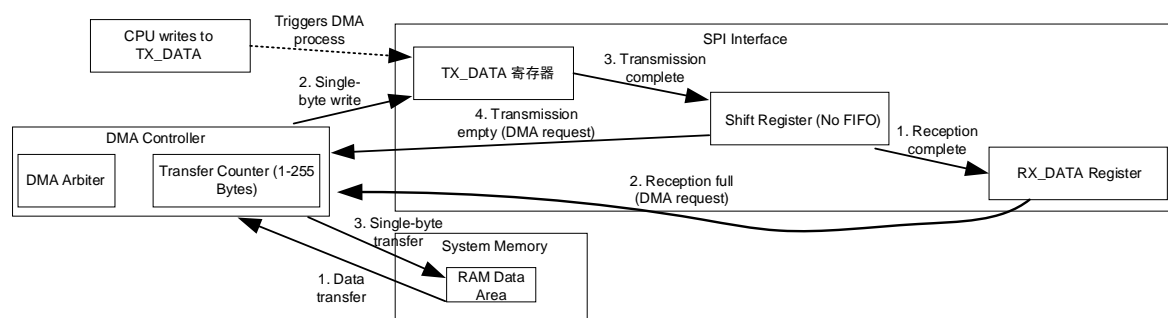 CPU writes to
TX_DATA
Triggers DMA
process
SPI Interface
TX_DATA 寄存器
3. Transmission
complete
2. Single-
byte write
4. Transmission
empty (DMA request)
Shift Register (No FIFO)
1. Reception
complete
DMA Controller
DMA Arbiter
Transfer Counter (1-255
Bytes)
RX_DATA Register
2. Reception full
(DMA request)
3. Single-byte
transfer
System Memory
1. Data
transfer
RAM Data
Area